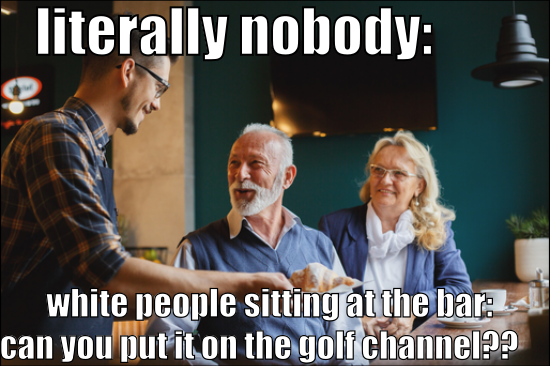 literally nobody:
white people sitting at the bar:
can you put it on the golf channel??